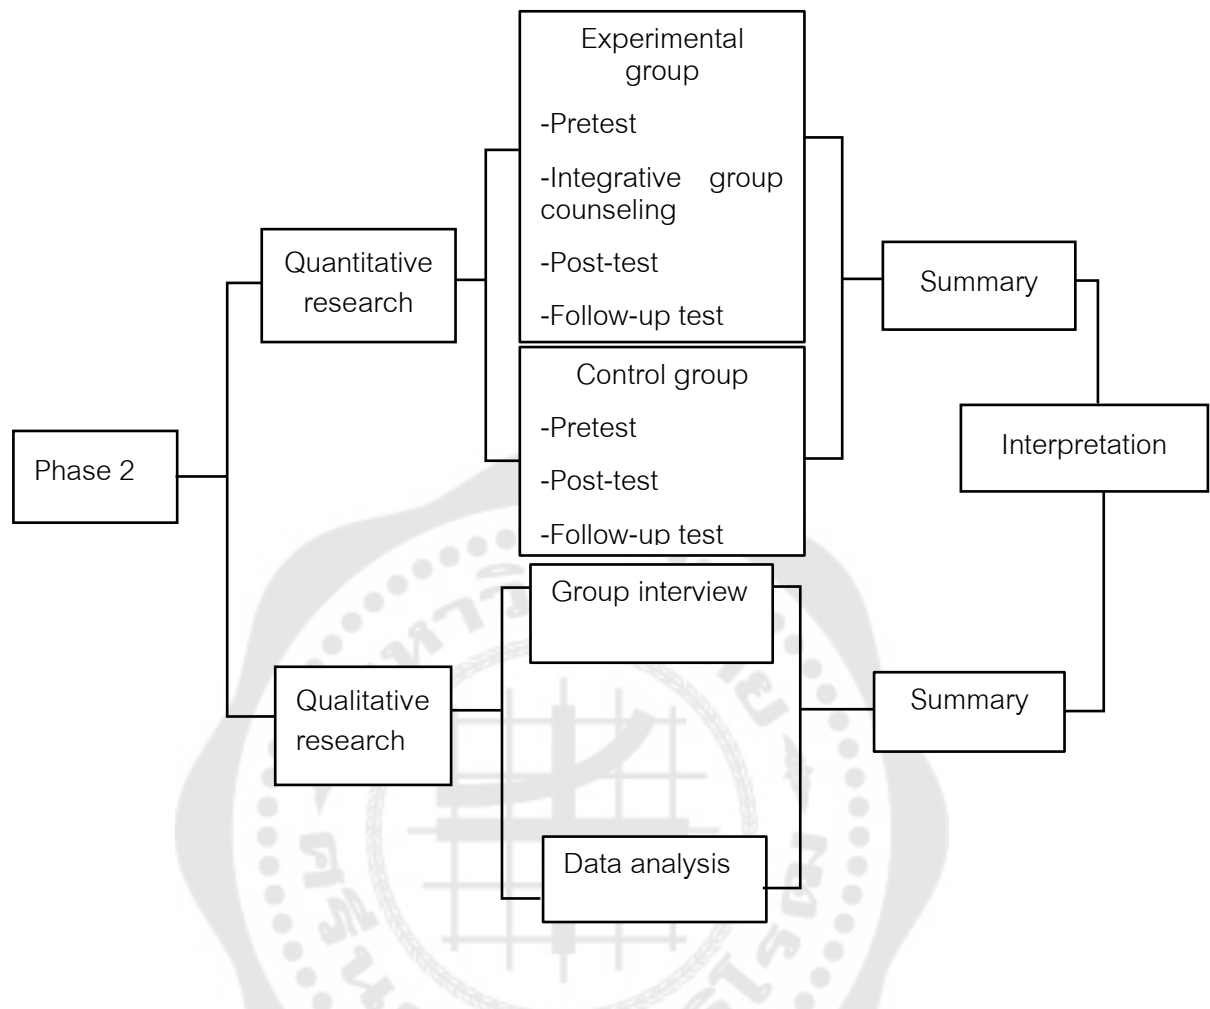 Experimental
group
-Pretest
-Integrative group
counseling
-Post-test
-Follow-up test
Quantitative
research
Summary
Control group
-Pretest
-Post-test
-Follow-up test
Interpretation
Phase 2
Group interview
Qualitative
research
Summary
Data analysis